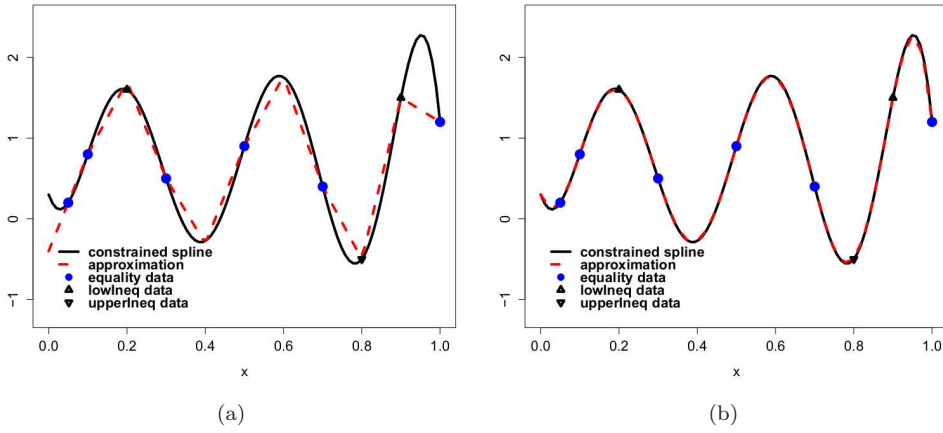 2
1
0
−1
constrained spline
approximation
equality data
lowIneq data
upperIneq data
0.0 0.2 0.4 0.6 0.8 1.0
x
(a)
2
1
0
−1
constrained spline
approximation
equality data
lowIneq data
upperIneq data
0.0 0.2 0.4 0.6 0.8 1.0
x
(b)